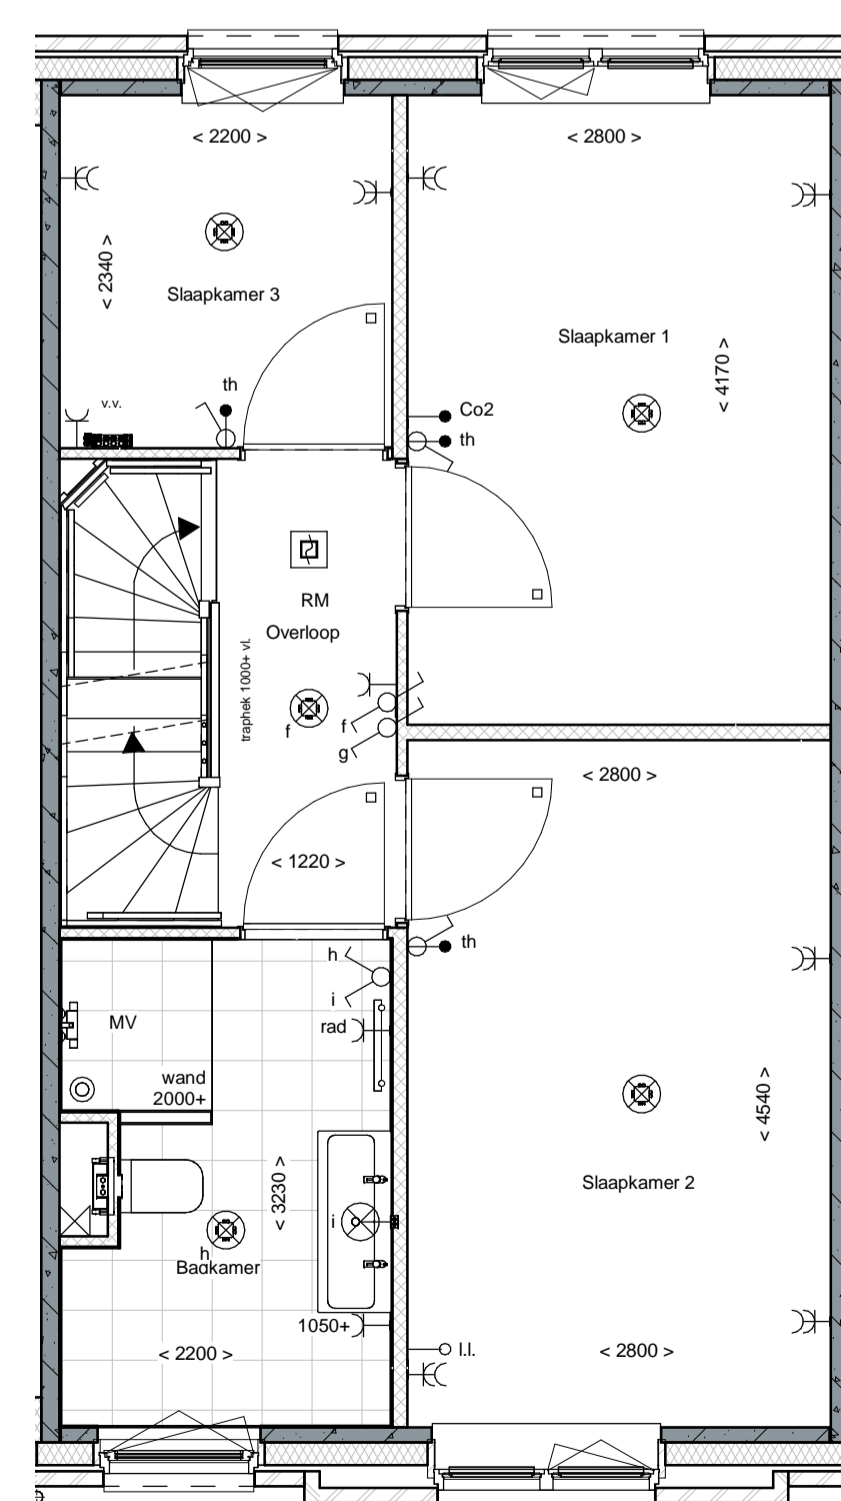 < 2200 >
< 2800 >
< 2340 >
Slaapkamer 3
Slaapkamer 1
< 4170 >
th
v.v.
Co2
th
RM
Overloop
traphek 1000+ vl.
f
f
g
< 2800 >
< 1220 >
th
h
i
rad
MV
wand
2000+
< 4540 >
< 3230 >
Slaapkamer 2
i
h
Badkamer
1050+
l.l.
< 2200 >
< 2800 >